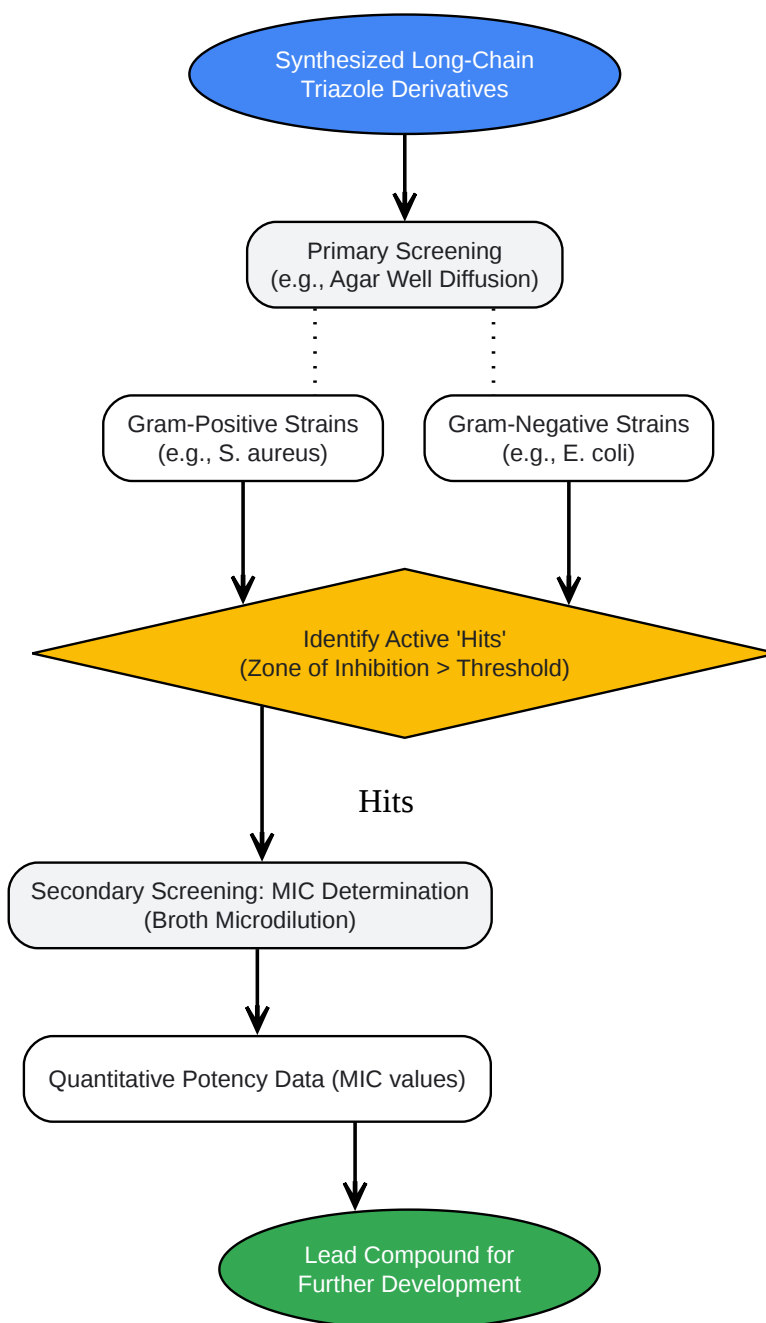 Synthesized Long-Chain
Triazole Derivatives
Primary Screening
(e.g., Agar Well Diffusion)
Gram-Positive Strains
(e.g., S. aureus)
Gram-Negative Strains
(e.g., E. coli)
Identify Active 'Hits'
(Zone of Inhibition > Threshold)
Hits
Secondary Screening: MIC Determination
(Broth Microdilution)
Quantitative Potency Data (MIC values)
Lead Compound for
Further Development